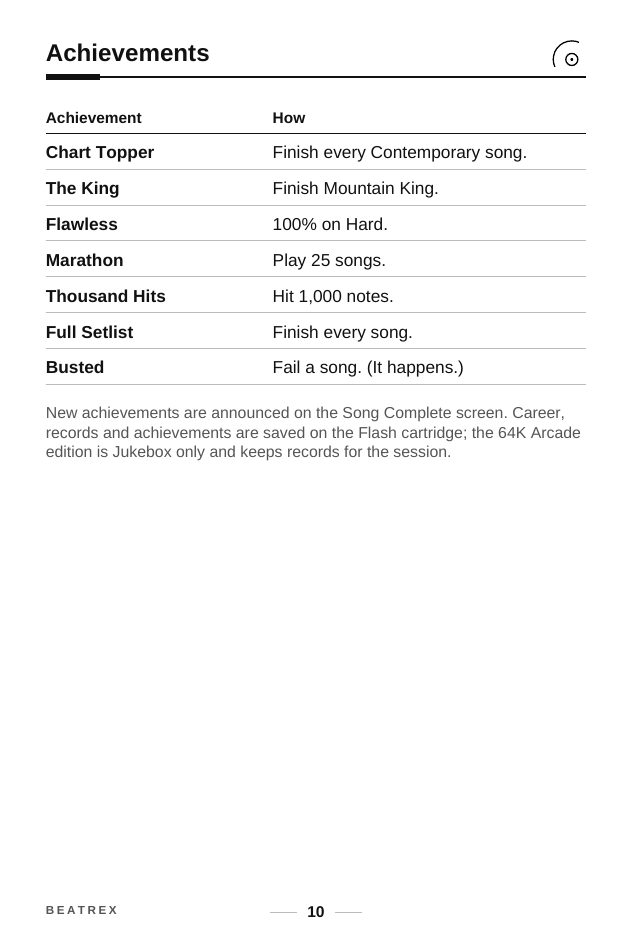 Achievements
Achievement How
Chart Topper Finish every Contemporary song.
The King Finish Mountain King.
Flawless 100% on Hard.
Marathon Play 25 songs.
Thousand Hits Hit 1,000 notes.
Full Setlist Finish every song.
Busted Fail a song. (It happens.)
New achievements are announced on the Song Complete screen. Career,
records and achievements are saved on the Flash cartridge; the 64K Arcade
edition is Jukebox only and keeps records for the session.
BEATREX 10